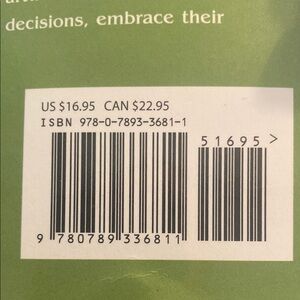 decisions, embrace their
US $16.95 CAN $22.95
ISBN 978-0-7893-3681-1
51695 >
9 780789 336811